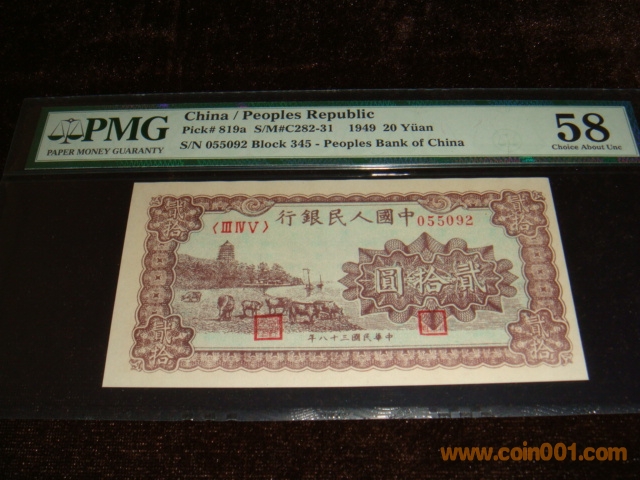 PMG
PAPER MONEY GUARANTY
China / Peoples Republic
Pick# 819a S/M#C282-31 1949 20 Yüan
S/N 055092 Block 345 - Peoples Bank of China
58
Choice About Unc
行銀民人國中
〈ⅢⅣⅤ〉
055092
貳拾
貳拾
圓拾貳
年八十三國民華中
貳拾
貳拾
www.coin001.com